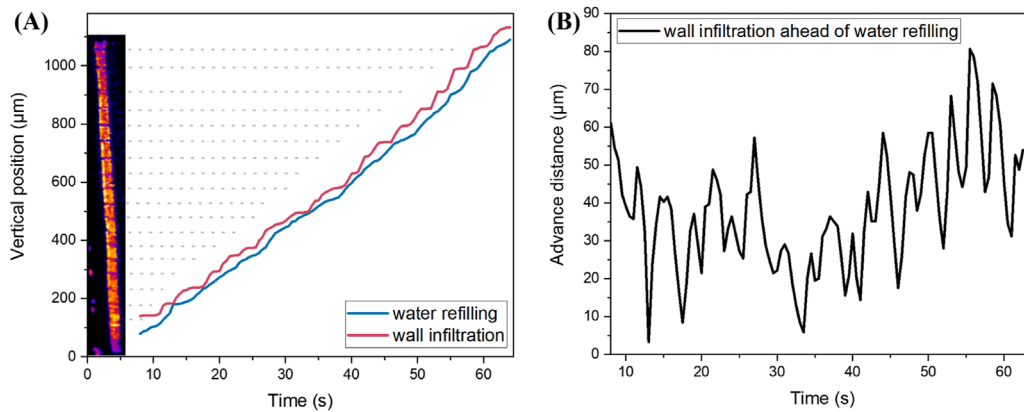 (A)
Vertical position (µm)
1000
800
600
400
200
0
0 10 20 30 40 50 60
Time (s)
water refilling
wall infiltration
(B)
Advance distance (µm)
90
80
70
60
50
40
30
20
10
0
10 20 30 40 50 60
Time (s)
wall infiltration ahead of water refilling